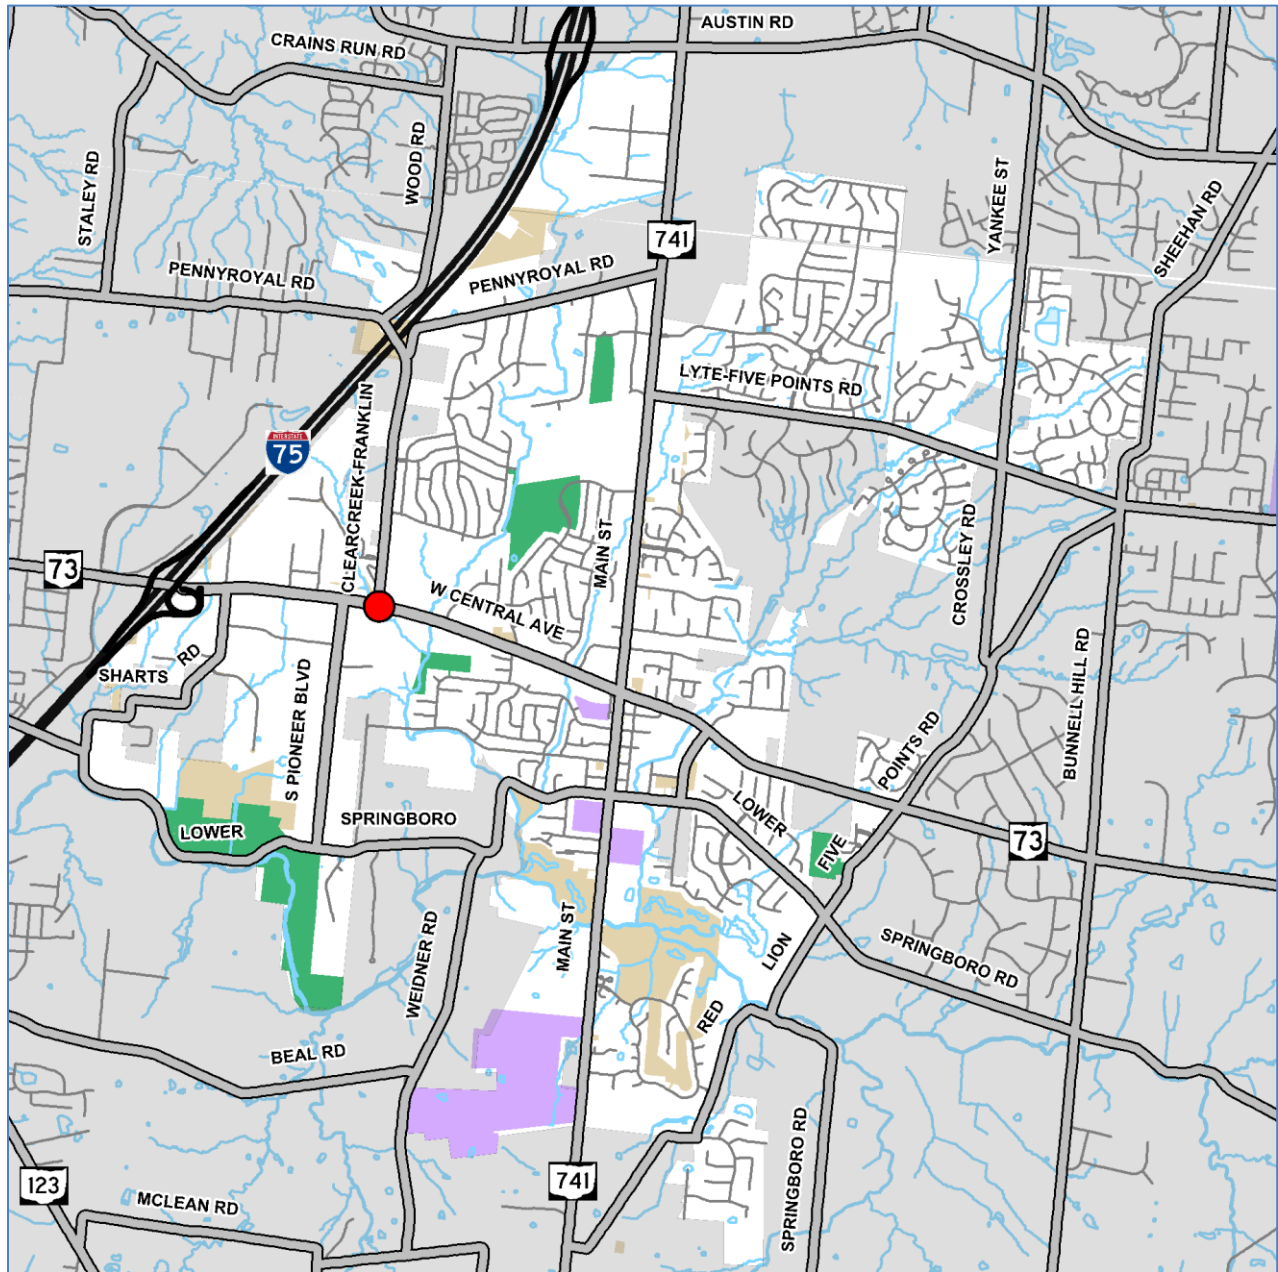 AUSTIN RD
CRAINS RUN RD
WOOD RD
STALEY RD
YANKEE ST
SHEEHAN RD
741
PENNYROYAL RD
PENNYROYAL RD
LYTE-FIVE POINTS RD
CLEARCREEK-FRANKLIN
INTERSTATE
75
MAIN ST
CROSSLEY RD
73
W CENTRAL AVE
SHARTS RD
S PIONEER BLVD
BUNNELL HILL RD
POINTS RD
LOWER
SPRINGBORO
LOWER
FIVE
73
WEIDNER RD
MAIN ST
LION
SPRINGBORO RD
RED
BEAL RD
SPRINGBORO RD
123
741
MCLEAN RD